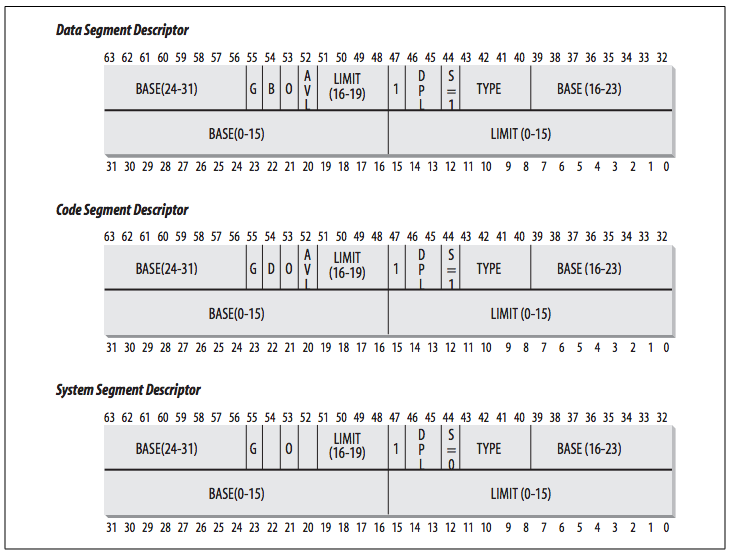 Data Segment Descriptor
63 62 61 60 59 58 57 56 55 54 53 52 51 50 49 48 47 46 45 44 43 42 41 40 39 38 37 36 35 34 33 32
BASE(24-31) G B 0 AVL LIMIT (16-19) 1 DPL S=1 TYPE BASE (16-23)
BASE(0-15) LIMIT (0-15)
31 30 29 28 27 26 25 24 23 22 21 20 19 18 17 16 15 14 13 12 11 10 9 8 7 6 5 4 3 2 1 0
Code Segment Descriptor
63 62 61 60 59 58 57 56 55 54 53 52 51 50 49 48 47 46 45 44 43 42 41 40 39 38 37 36 35 34 33 32
BASE(24-31) G D 0 AVL LIMIT (16-19) 1 DPL S=1 TYPE BASE (16-23)
BASE(0-15) LIMIT (0-15)
31 30 29 28 27 26 25 24 23 22 21 20 19 18 17 16 15 14 13 12 11 10 9 8 7 6 5 4 3 2 1 0
System Segment Descriptor
63 62 61 60 59 58 57 56 55 54 53 52 51 50 49 48 47 46 45 44 43 42 41 40 39 38 37 36 35 34 33 32
BASE(24-31) G 0 LIMIT (16-19) 1 DPL S=0 TYPE BASE (16-23)
BASE(0-15) LIMIT (0-15)
31 30 29 28 27 26 25 24 23 22 21 20 19 18 17 16 15 14 13 12 11 10 9 8 7 6 5 4 3 2 1 0